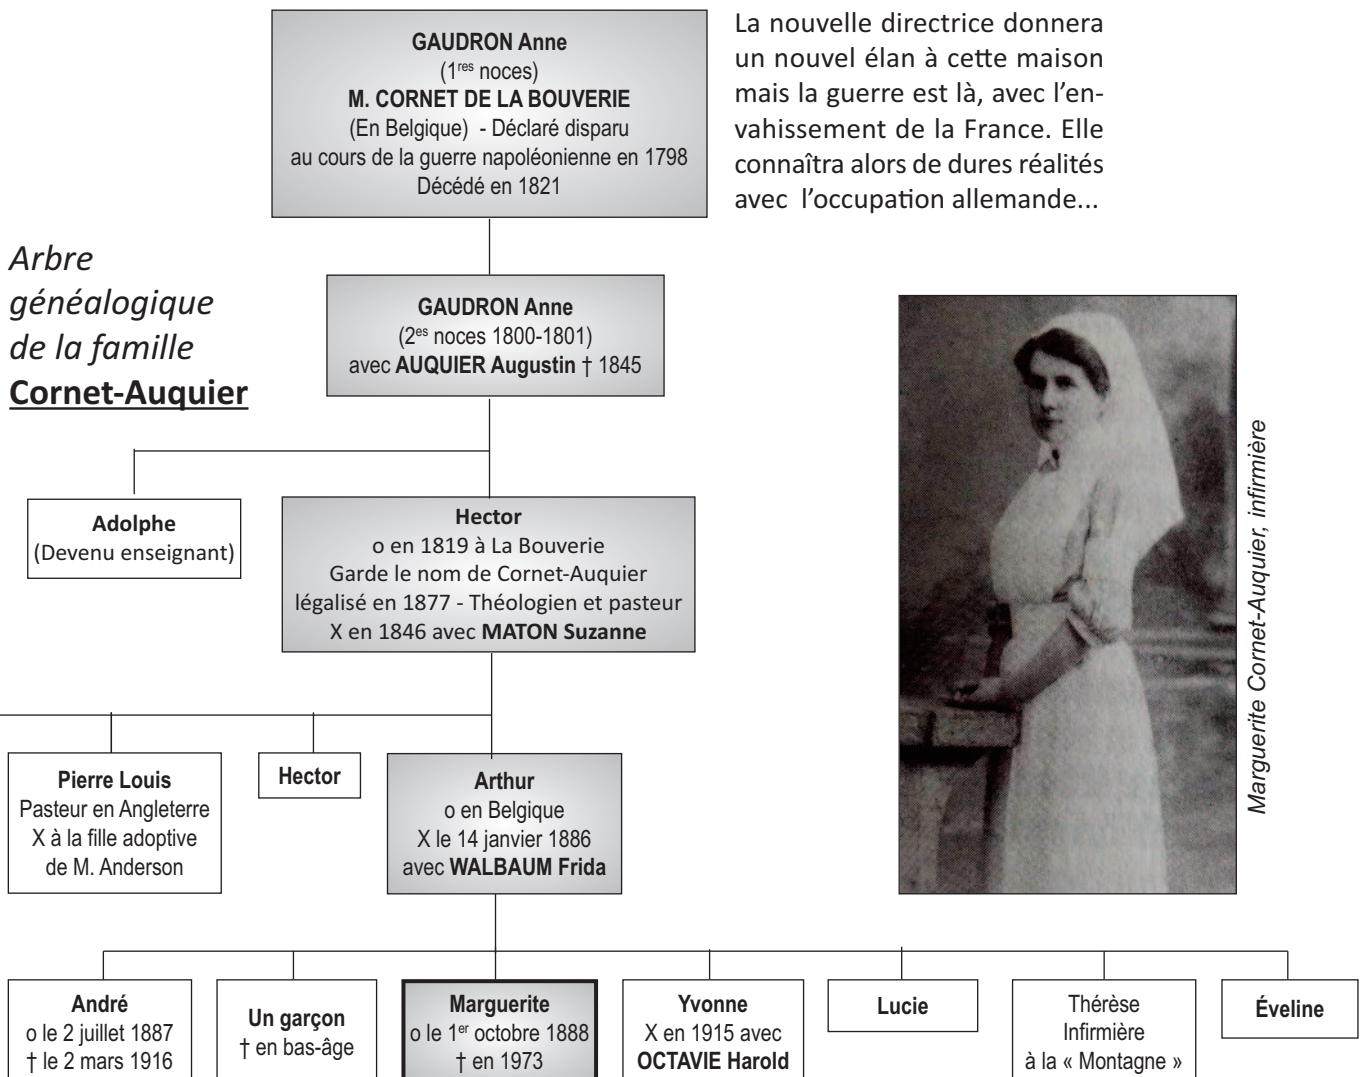 GAUDRON Anne
(1res noces)
M. CORNET DE LA BOUVERIE
(En Belgique) - Déclaré disparu
au cours de la guerre napoléonienne en 1798
Décédé en 1821
La nouvelle directrice donnera
un nouvel élan à cette maison
mais la guerre est là, avec l'en-
vahissement de la France. Elle
connaîtra alors de dures réalités
avec l'occupation allemande...
Arbre
généalogique
de la famille
Cornet-Auquier
GAUDRON Anne
(2es noces 1800-1801)
avec AUQUIER Augustin † 1845
Adolphe
(Devenu enseignant)
Hector
o en 1819 à La Bouverie
Garde le nom de Cornet-Auquier
légalisé en 1877 - Théologien et pasteur
X en 1846 avec MATON Suzanne
Marguerite Cornet-Auquier, infirmière
Pierre Louis
Pasteur en Angleterre
X à la fille adoptive
de M. Anderson
Hector
Arthur
o en Belgique
X le 14 janvier 1886
avec WALBAUM Frida
André
o le 2 juillet 1887
† le 2 mars 1916
Un garçon
† en bas-âge
Marguerite
o le 1er octobre 1888
† en 1973
Yvonne
X en 1915 avec
OCTAVIE Harold
Lucie
Thérèse
Infirmière
à la « Montagne »
Éveline